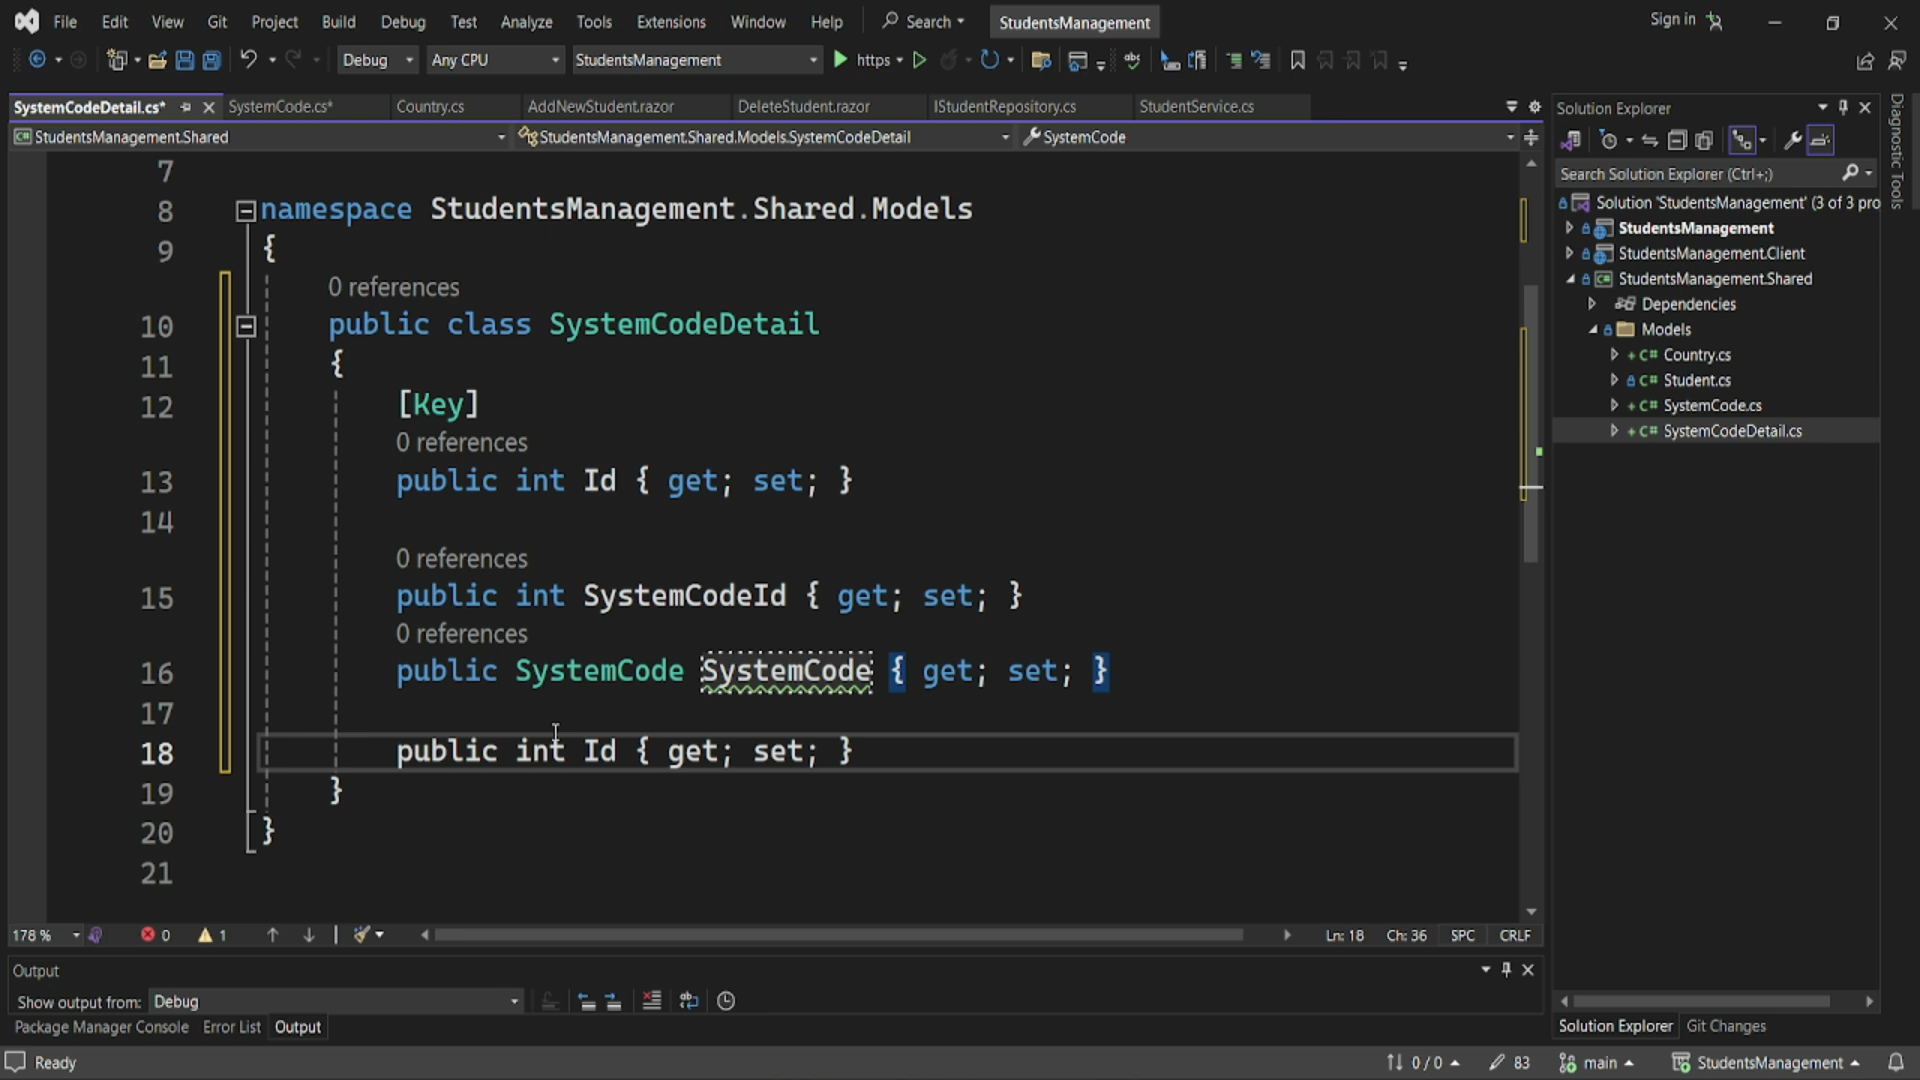 File Edit View Git Project Build Debug Test Analyze Tools Extensions Window Help Search StudentsManagement Sign in
Debug Any CPU StudentsManagement https
SystemCodeDetail.cs* SystemCode.cs* Country.cs AddNewStudent.razor DeleteStudent.razor IStudentRepository.cs StudentService.cs
StudentsManagement.Shared StudentsManagement.Shared.Models.SystemCodeDetail SystemCode
7
8 namespace StudentsManagement.Shared.Models
9 {
0 references
10 public class SystemCodeDetail
11 {
12 [Key]
0 references
13 public int Id { get; set; }
14
0 references
15 public int SystemCodeId { get; set; }
0 references
16 public SystemCode SystemCode { get; set; }
17
18 public int Id { get; set; }
19 }
20 }
21
178 % 0 1 Ln: 18 Ch: 36 SPC CRLF
Output
Show output from: Debug
Package Manager Console Error List Output
Solution Explorer
Search Solution Explorer (Ctrl+;)
Solution 'StudentsManagement' (3 of 3 pro
StudentsManagement
StudentsManagement.Client
StudentsManagement.Shared
Dependencies
Models
C# Country.cs
C# Student.cs
C# SystemCode.cs
C# SystemCodeDetail.cs
Solution Explorer Git Changes
Diagnostic Tools
Ready 0 / 0 83 main StudentsManagement